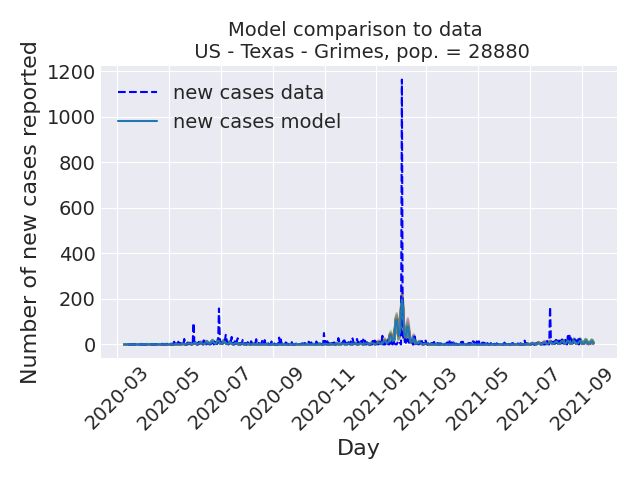 Model comparison to data
US - Texas - Grimes, pop. = 28880
Number of new cases reported
1200
1000
800
600
400
200
0
new cases data
new cases model
2020-03
2020-05
2020-07
2020-09
2020-11
2021-01
2021-03
2021-05
2021-07
2021-09
Day